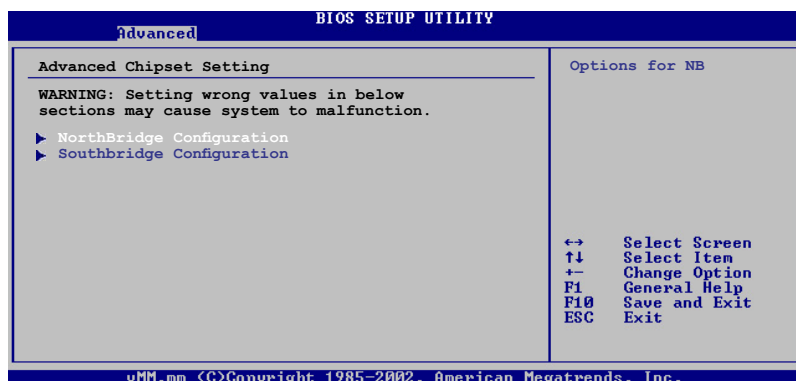 BIOS SETUP UTILITY
Advanced
Advanced Chipset Setting
WARNING: Setting wrong values in below
sections may cause system to malfunction.
NorthBridge Configuration
Southbridge Configuration
Options for NB
←→ Select Screen
↑↓ Select Item
+- Change Option
F1 General Help
F10 Save and Exit
ESC Exit
vMM.mm (C)Copyright 1985-2002, American Megatrends, Inc.